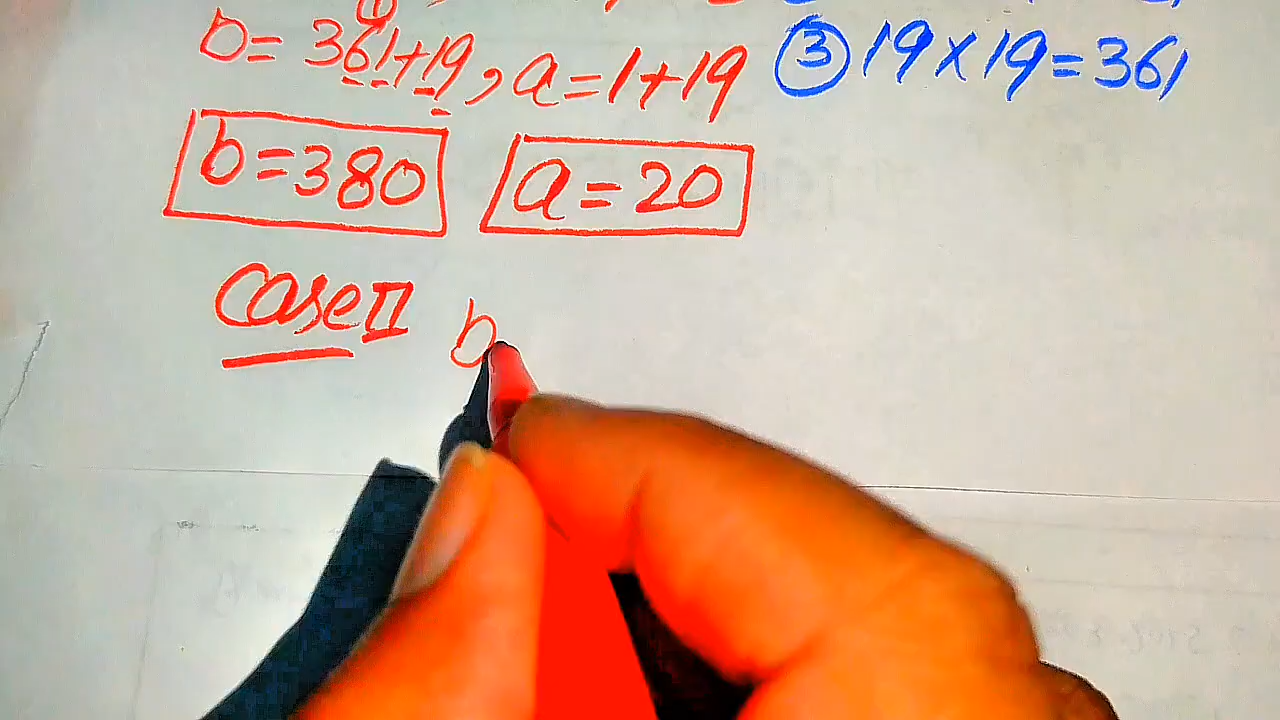 b = 361+19, a=1+19
③ 19×19=361
b=380 a=20
Case II b